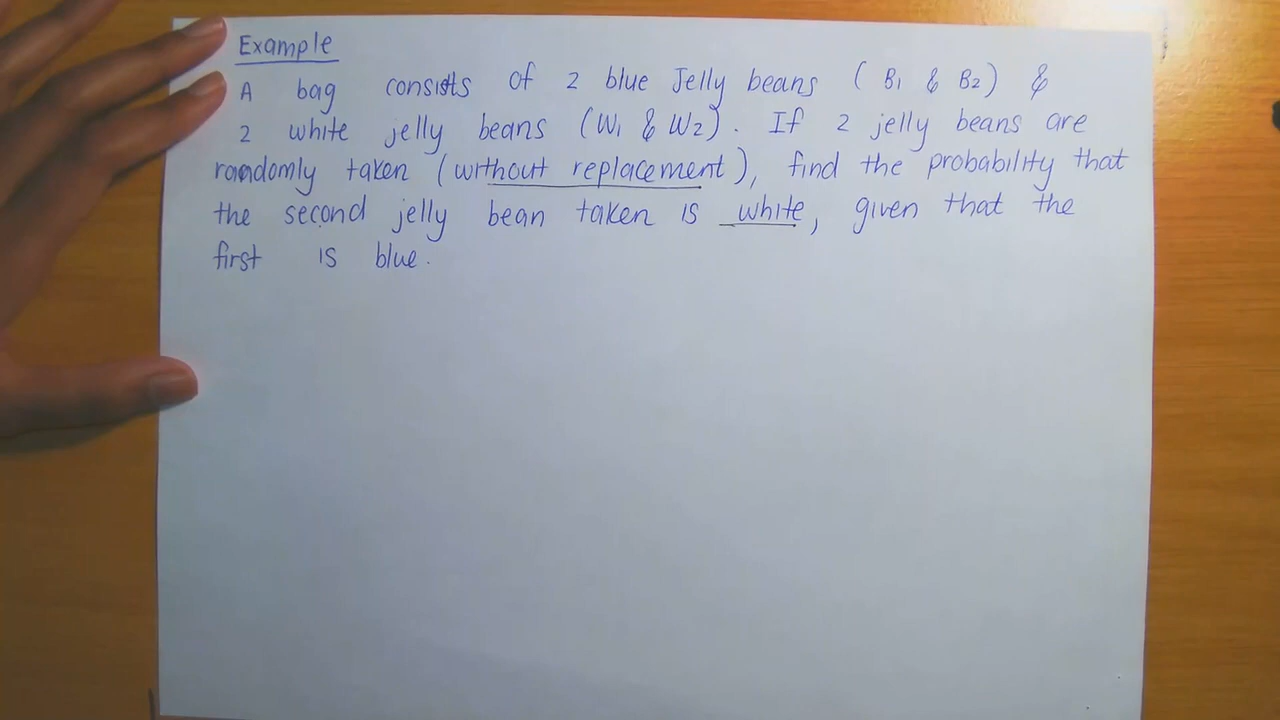 Example
A bag consists of 2 blue Jelly beans ( B1 & B2) &
2 white jelly beans (W1 & W2). If 2 jelly beans are
randomly taken (without replacement), find the probability that
the second jelly bean taken is white, given that the
first is blue.